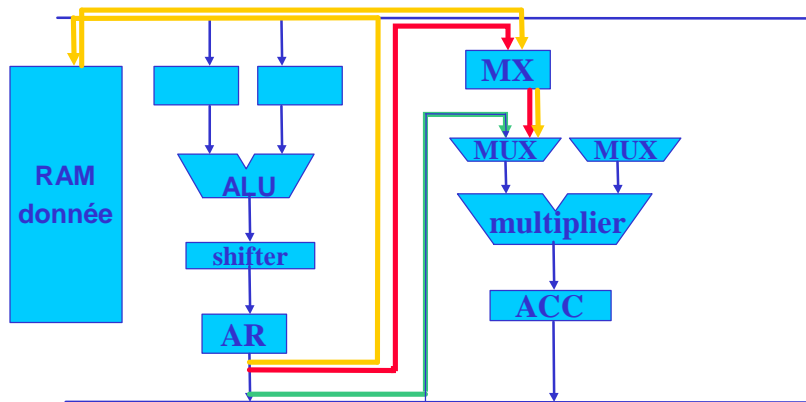 RAM
donnée
ALU
shifter
AR
MX
MUX
MUX
multiplier
ACC